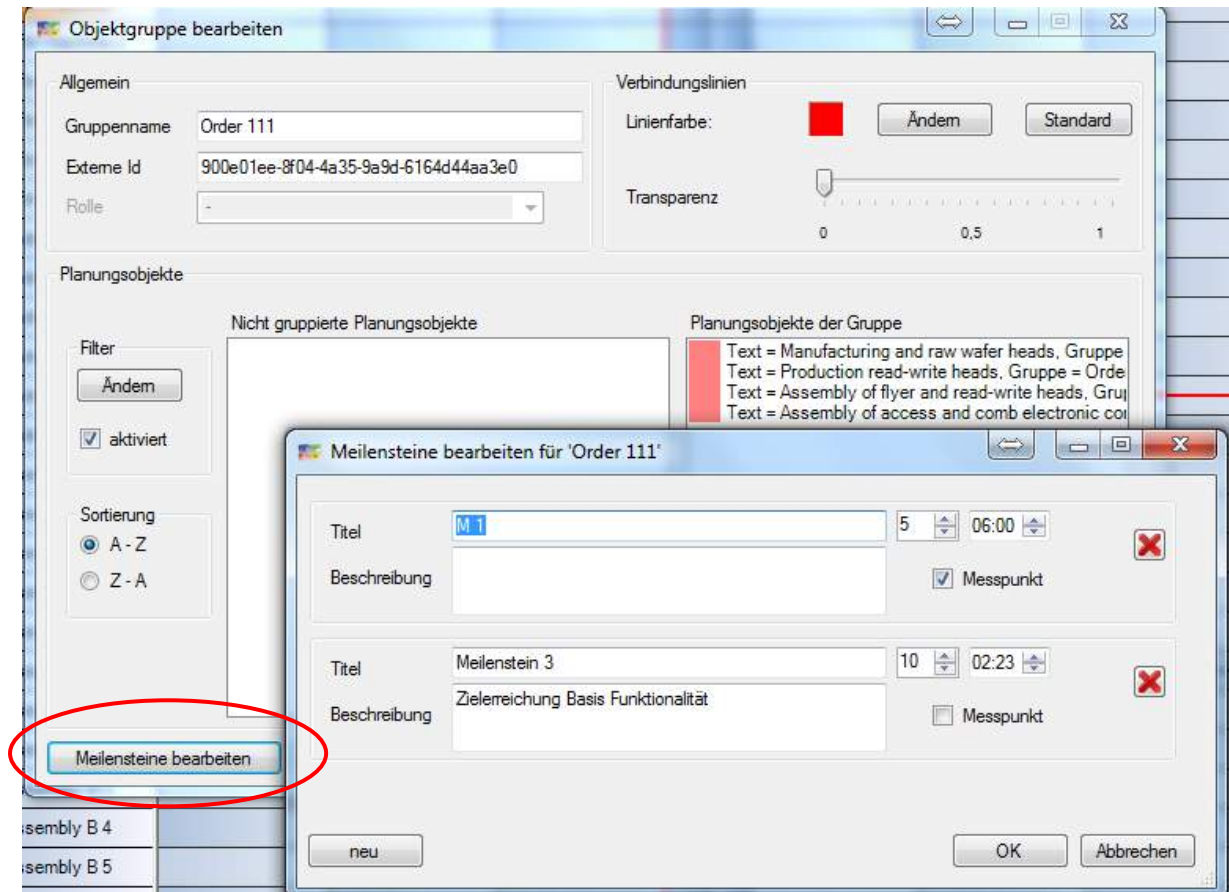 Objektgruppe bearbeiten
Allgemein
Gruppenname Order 111
Externe Id 900e01ee-8f04-4a35-9a9d-6164d44aa3e0
Rolle -
Verbindungslinien
Linienfarbe: Ändern Standard
Transparenz
0 0,5 1
Planungsobjekte
Filter
Ändern
aktiviert
Sortierung
A - Z
Z - A
Nicht gruppierte Planungsobjekte
Planungsobjekte der Gruppe
Text = Manufacturing and raw wafer heads, Gruppe
Text = Production read-write heads, Gruppe = Orde
Text = Assembly of flyer and read-write heads, Gru
Text = Assembly of access and comb electronic co
Meilensteine bearbeiten
Meilensteine bearbeiten für 'Order 111'
Titel M 1 5 06:00
Beschreibung Messpunkt
Titel Meilenstein 3 10 02:23
Beschreibung Zielerreichung Basis Funktionalität Messpunkt
neu OK Abbrechen
sembly B 4
sembly B 5